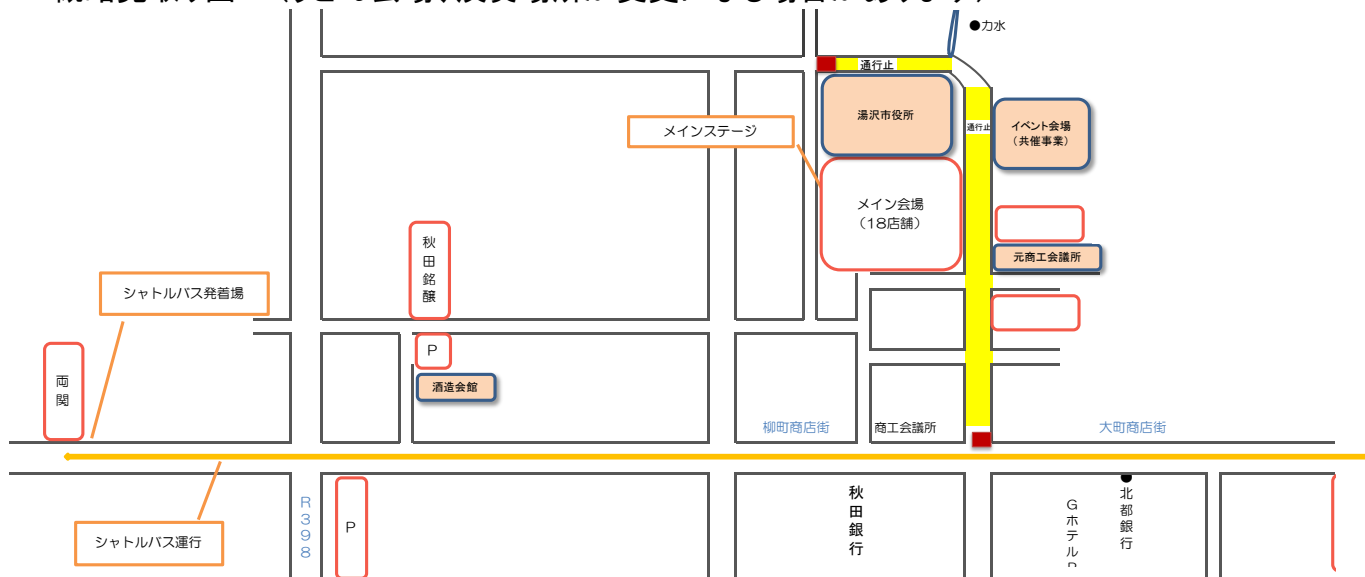 ●力水
通行止
湯沢市役所
メインステージ
通行止
イベント会場
（共催事業）
メイン会場
（18店舗）
秋田銘醸
元商工会議所
シャトルバス発着場
P
両関
酒造会館
柳町商店街
商工会議所
大町商店街
R398
P
秋田銀行
Gホテル
●北都銀行
シャトルバス運行